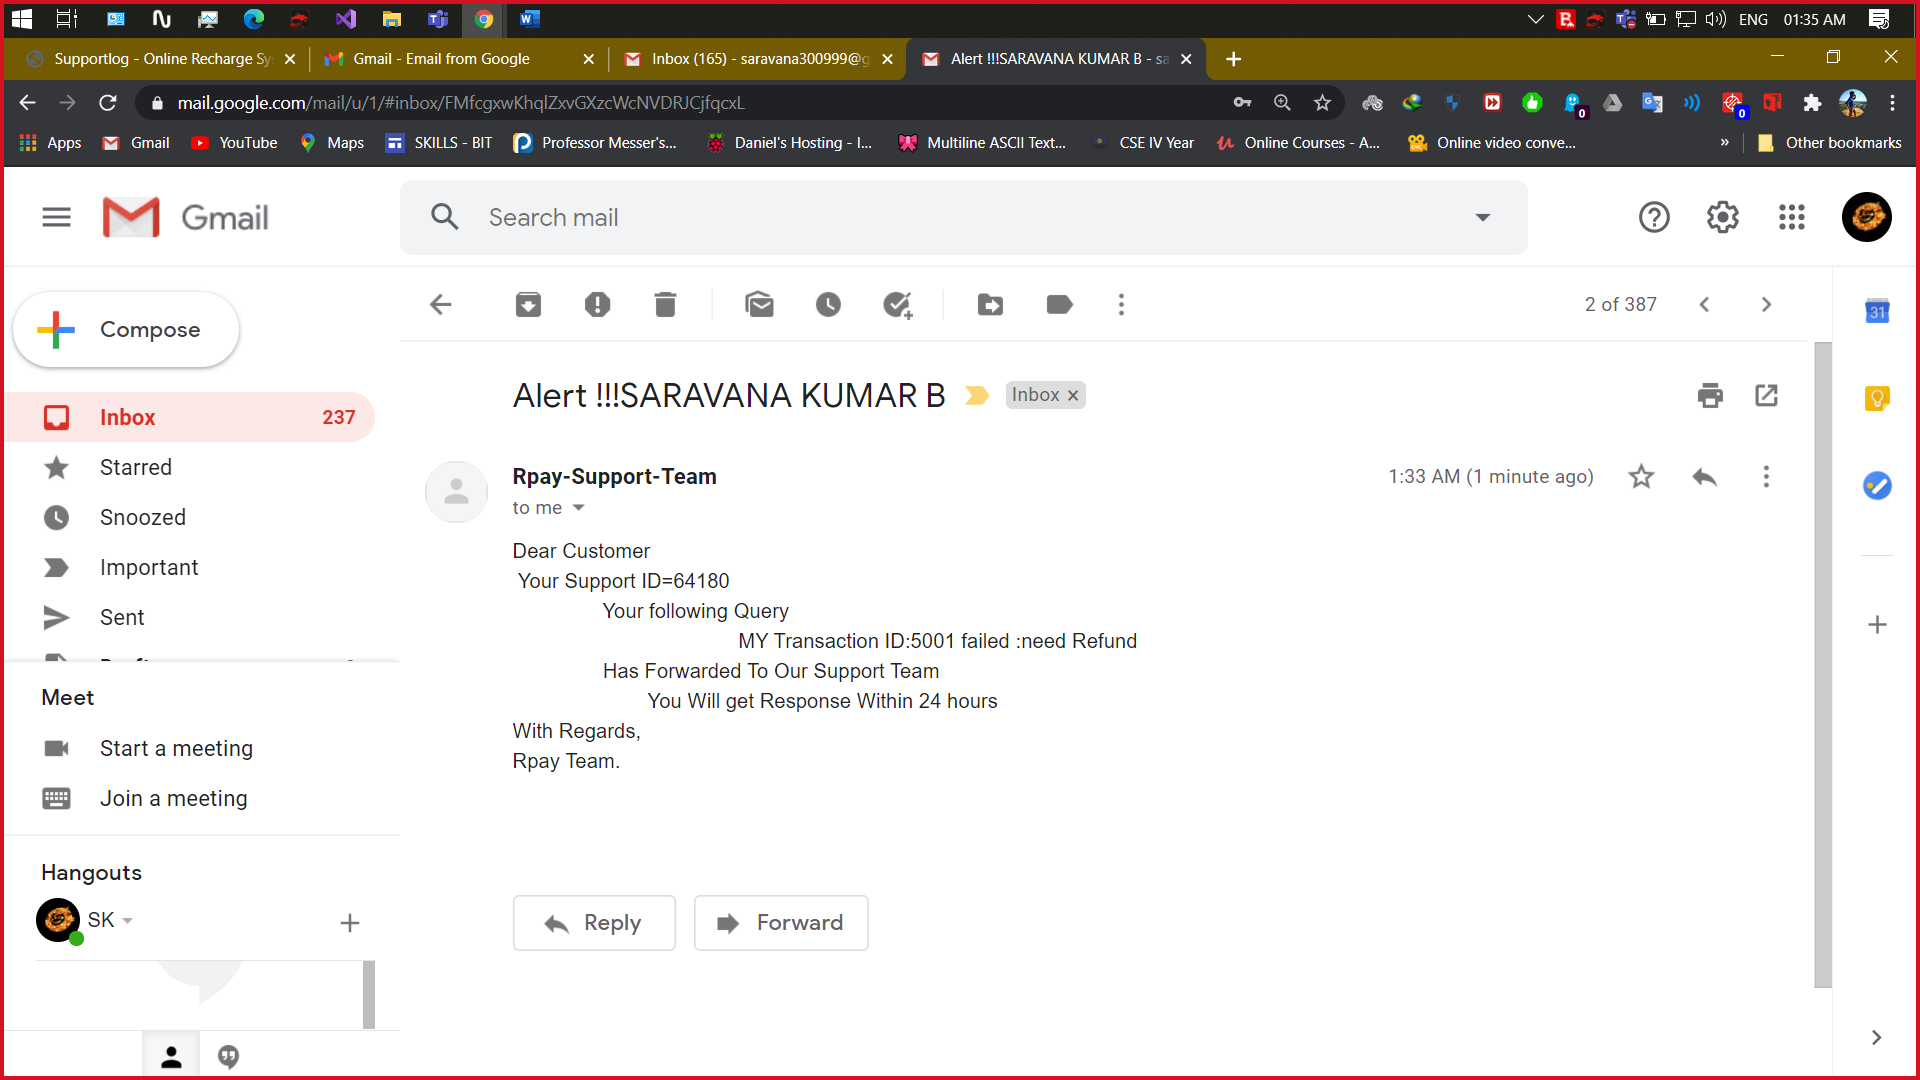 ENG 01:35 AM
Supportlog - Online Recharge Sy
Gmail - Email from Google
Inbox (165) - saravana300999@g
Alert !!!SARAVANA KUMAR B - sa
mail.google.com/mail/u/1/#inbox/FMfcgxwKhqlZxvGXzcWcNVDRJCjfqcxL
0
0
Apps
Gmail
YouTube
Maps
SKILLS - BIT
Professor Messer's...
Daniel's Hosting - I...
Multiline ASCII Text...
CSE IV Year
Online Courses - A...
Online video conve...
»
Other bookmarks
Gmail
Search mail
Compose
2 of 387
31
Alert !!!SARAVANA KUMAR B
Inbox ×
Inbox 237
Starred
Snoozed
Important
Sent
Rpay-Support-Team
1:33 AM (1 minute ago)
to me
Dear Customer
Your Support ID=64180
Your following Query
MY Transaction ID:5001 failed :need Refund
Has Forwarded To Our Support Team
You Will get Response Within 24 hours
With Regards,
Rpay Team.
Meet
Start a meeting
Join a meeting
Hangouts
SK
Reply
Forward